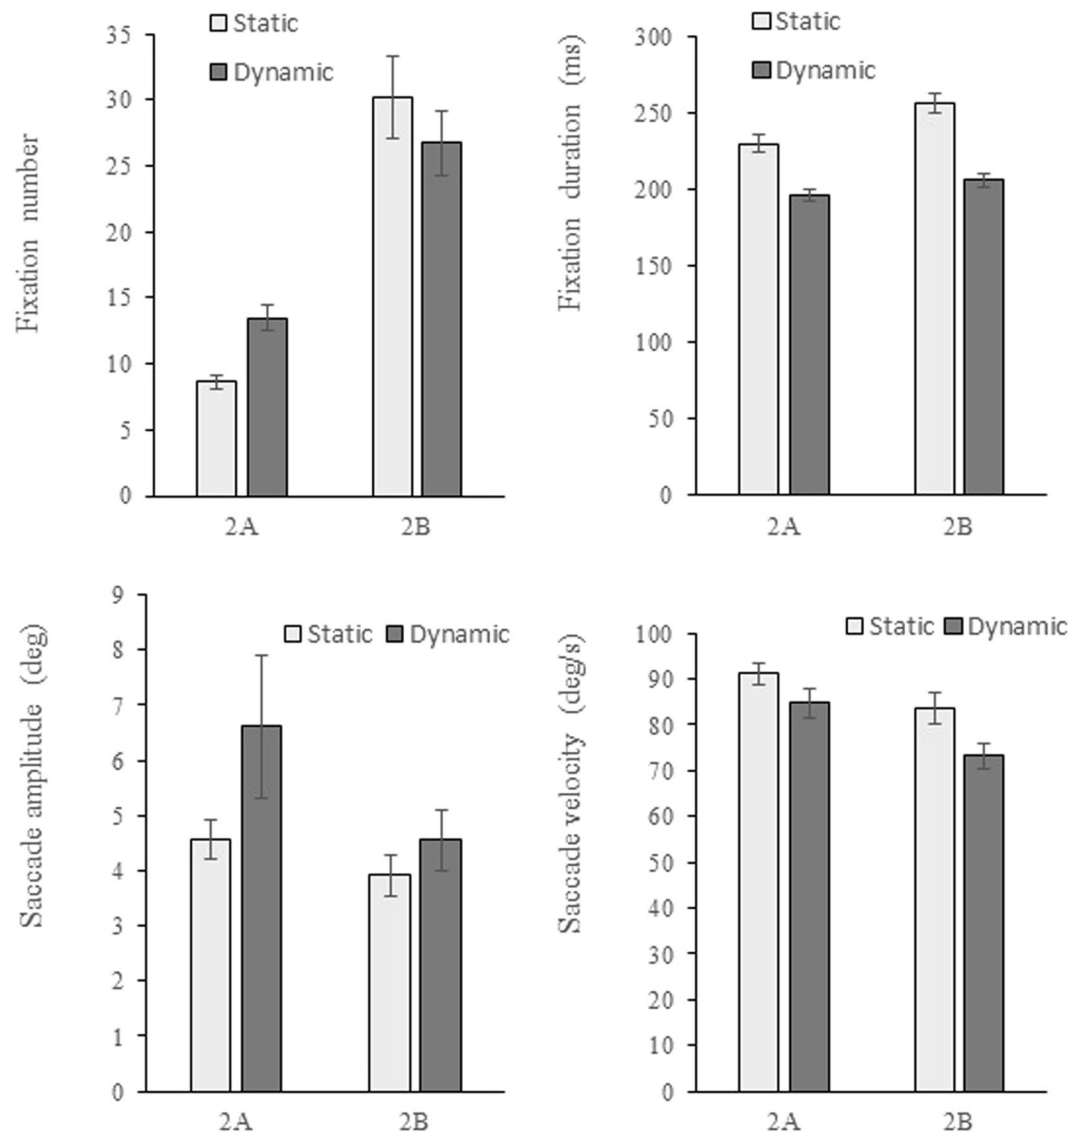 Static
Dynamic
Fixation number
35
30
25
20
15
10
5
0
2A 2B
Static
Dynamic
Fixation duration (ms)
300
250
200
150
100
50
0
2A 2B
Static Dynamic
Saccade amplitude (deg)
9
8
7
6
5
4
3
2
1
0
2A 2B
Static Dynamic
Saccade velocity (deg/s)
100
90
80
70
60
50
40
30
20
10
0
2A 2B